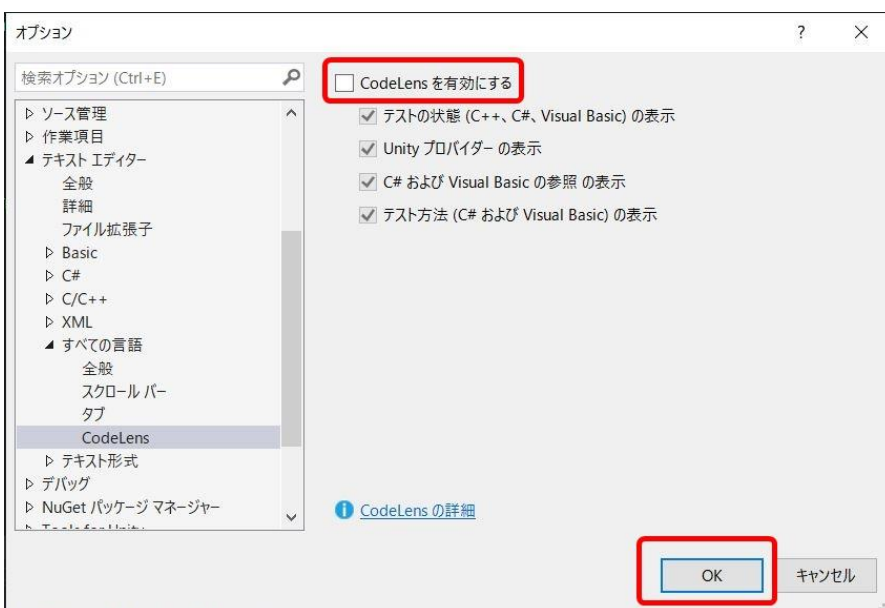 オプション
? ×
検索オプション (Ctrl+E)
ソース管理
作業項目
テキスト エディター
全般
詳細
ファイル拡張子
Basic
C#
C/C++
XML
すべての言語
全般
スクロール バー
タブ
CodeLens
テキスト形式
デバッグ
NuGet パッケージ マネージャー
Tools for Unity
CodeLens を有効にする
テストの状態 (C++、C#、Visual Basic) の表示
Unity プロバイダー の表示
C# および Visual Basic の参照 の表示
テスト方法 (C# および Visual Basic) の表示
CodeLens の詳細
OK
キャンセル